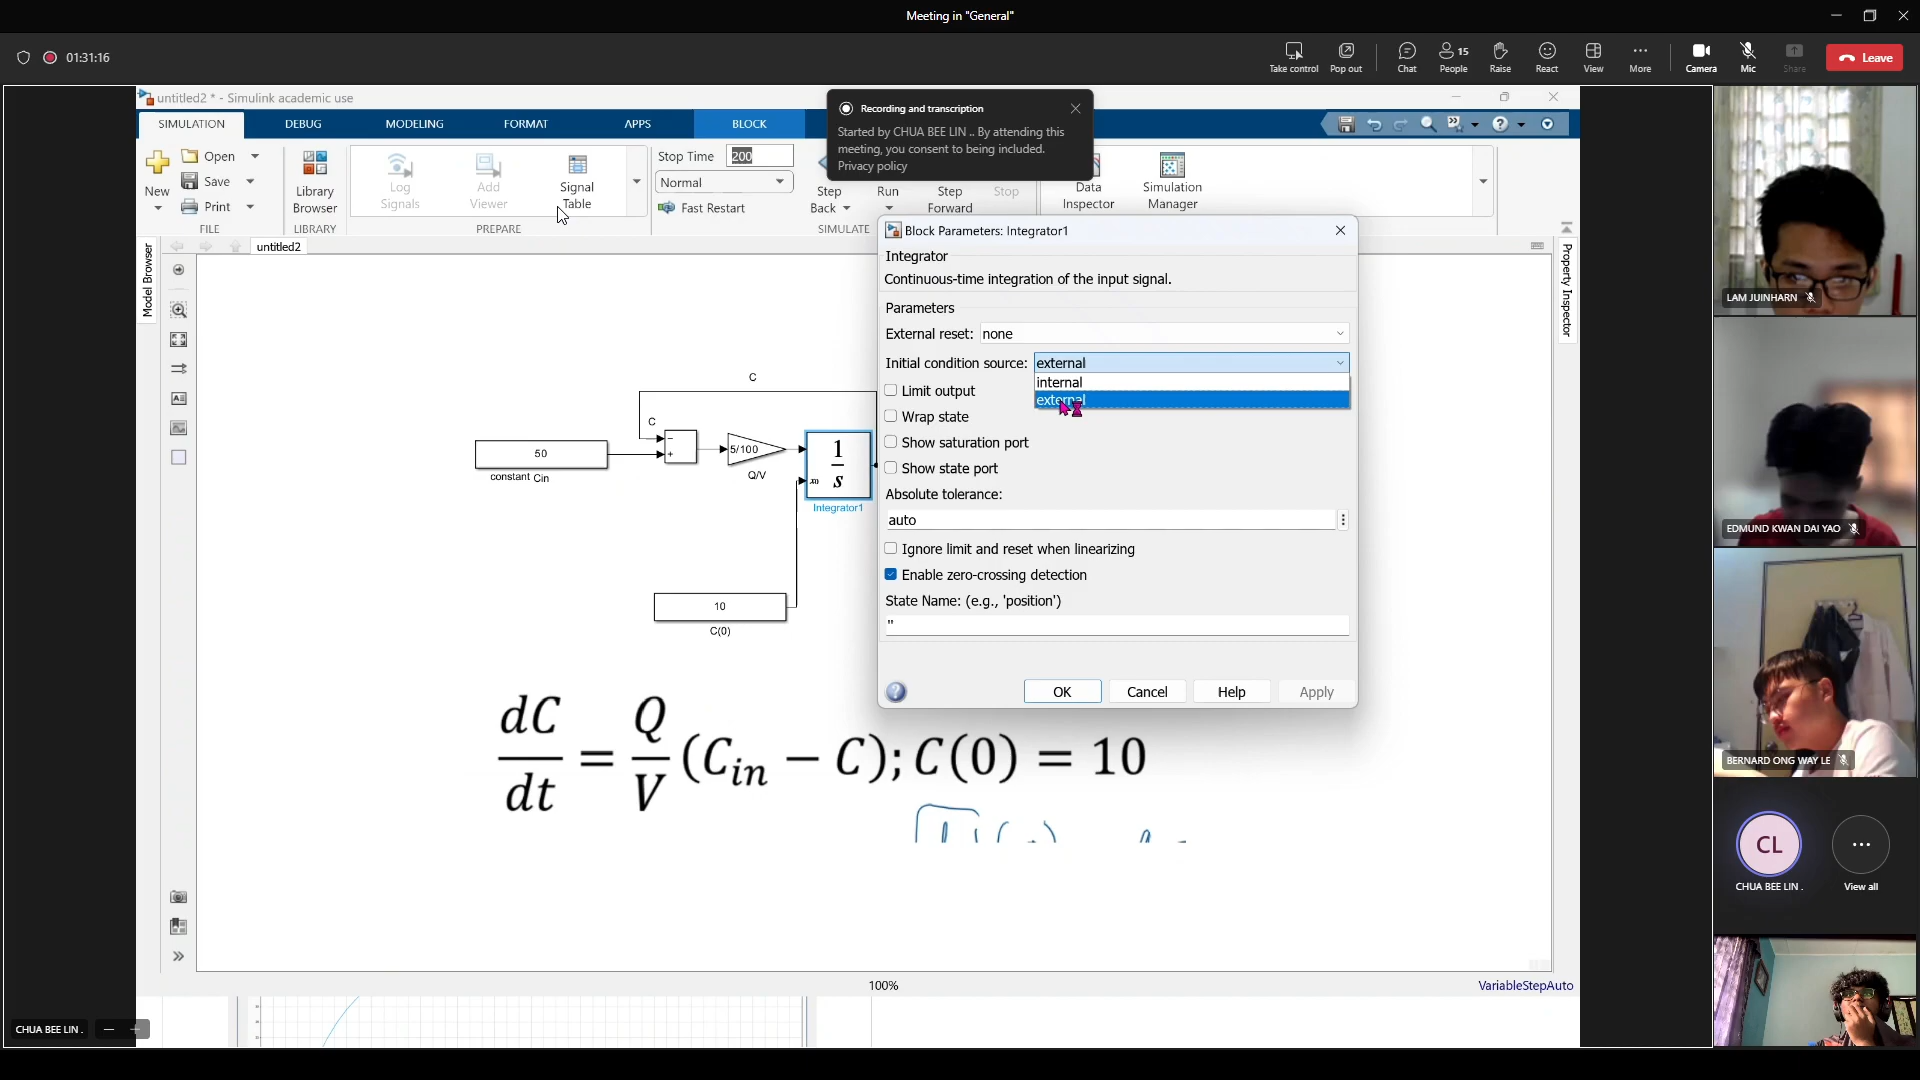 Meeting in "General"
01:31:16
Take control
Pop out
Chat
15
People
Raise
React
View
More
Camera
Mic
Share
Leave
untitled2 * - Simulink academic use
SIMULATION
DEBUG
MODELING
FORMAT
APPS
BLOCK
Recording and transcription
Started by CHUA BEE LIN .. By attending this
meeting, you consent to being included.
Privacy policy
New
Open
Save
Print
FILE
Library
Browser
LIBRARY
Log
Signals
Add
Viewer
Signal
Table
PREPARE
Stop Time
200
Normal
Fast Restart
Step
Back
Run
Step
Forward
Stop
SIMULATE
Data
Inspector
Simulation
Manager
Model Browser
untitled2
Property Inspector
C
C
50
constant Cin
-
+
5/100
Q/V
1
s
Integrator1
10
C(0)
dC/dt = Q/V (Cin − C); C(0) = 10
Block Parameters: Integrator1
Integrator
Continuous-time integration of the input signal.
Parameters
External reset: none
Initial condition source: external
internal
external
Limit output
Wrap state
Show saturation port
Show state port
Absolute tolerance:
auto
Ignore limit and reset when linearizing
Enable zero-crossing detection
State Name: (e.g., 'position')
''
OK
Cancel
Help
Apply
100%
VariableStepAuto
CHUA BEE LIN .
LAM JUINHARN
EDMUND KWAN DAI YAO
BERNARD ONG WAY LE
CL
CHUA BEE LIN .
View all